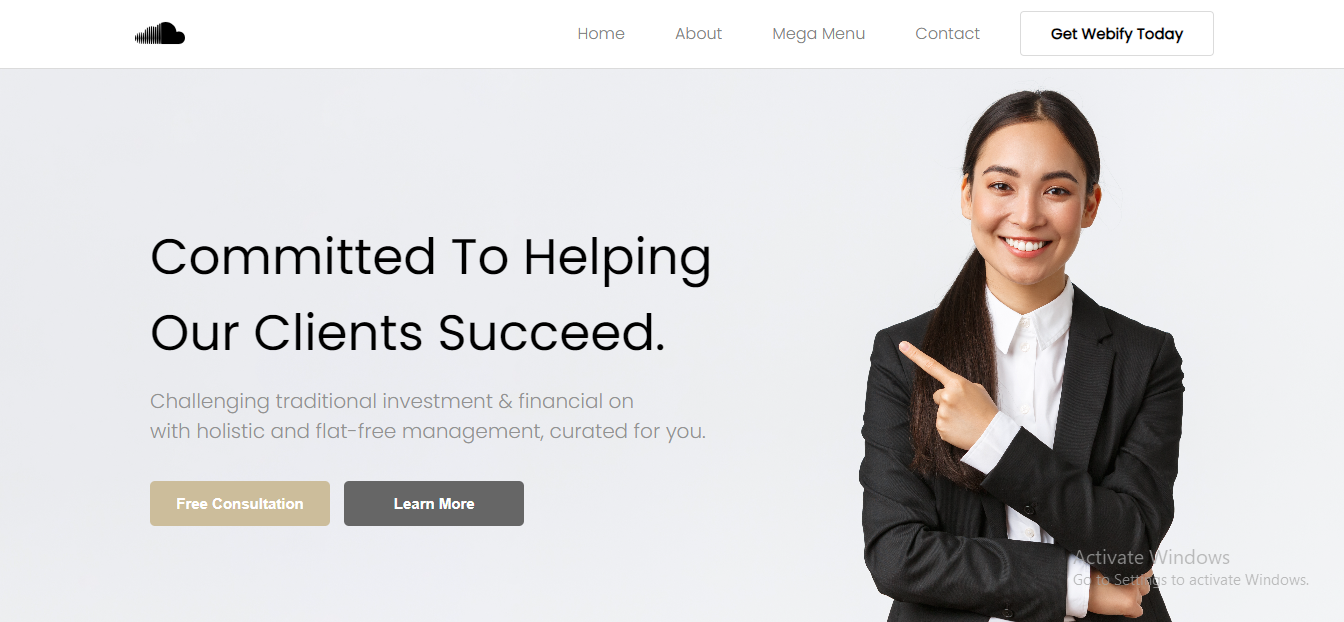 Home About Mega Menu Contact Get Webify Today
Committed To Helping
Our Clients Succeed.
Challenging traditional investment & financial on
with holistic and flat-free management, curated for you.
Free Consultation Learn More
Activate Windows
Go to Settings to activate Windows.